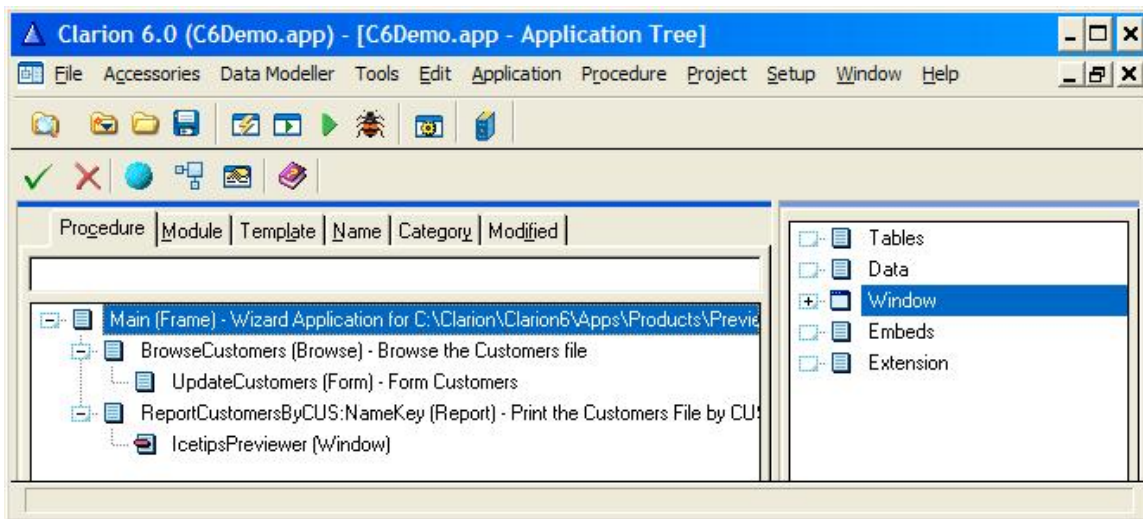 Clarion 6.0 (C6Demo.app) - [C6Demo.app - Application Tree]
File Accessories Data Modeller Tools Edit Application Procedure Project Setup Window Help
Procedure Module Template Name Category Modified
Main (Frame) - Wizard Application for C:\Clarion\Clarion6\Apps\Products\Previe
BrowseCustomers (Browse) - Browse the Customers file
UpdateCustomers (Form) - Form Customers
ReportCustomersByCUS:NameKey (Report) - Print the Customers File by CUS
IcetipsPreviewer (Window)
Tables
Data
Window
Embeds
Extension